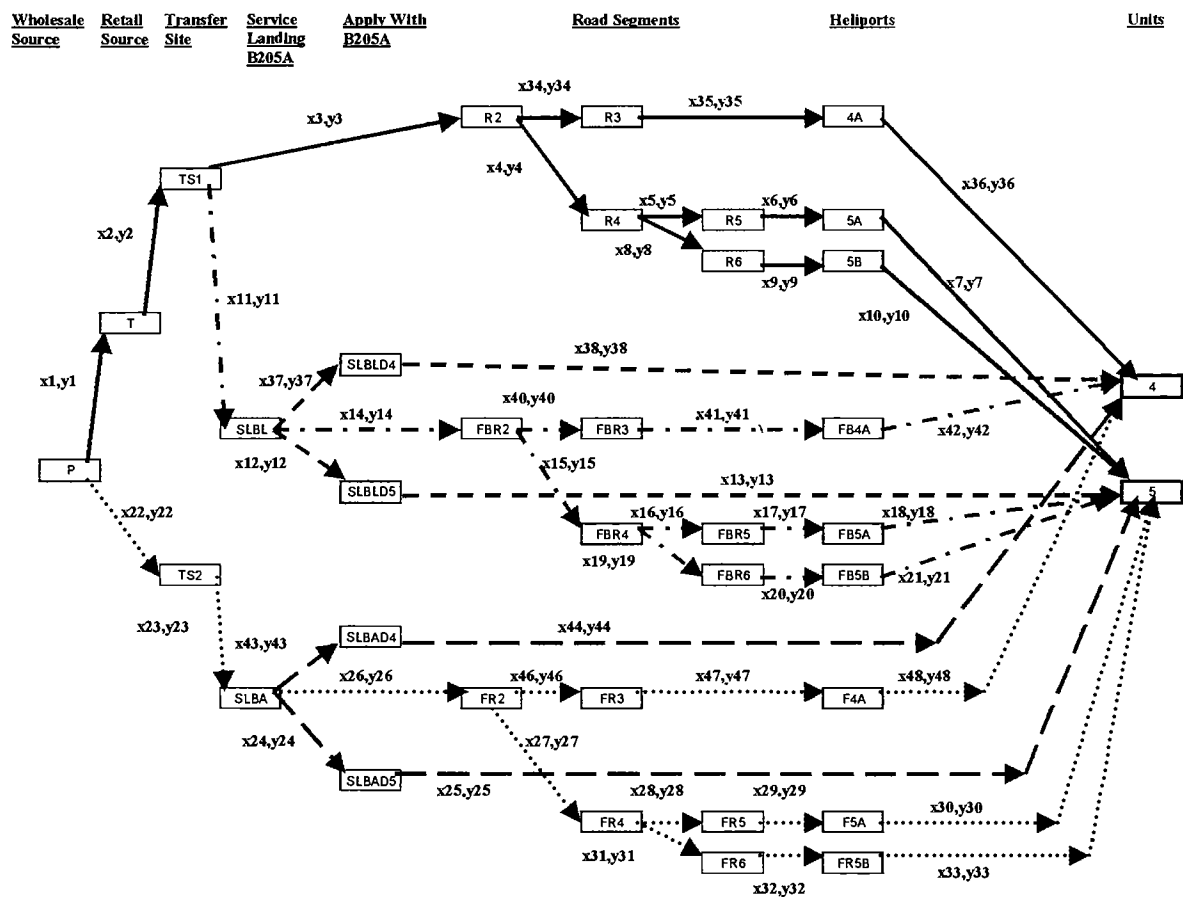 Wholesale Source
Retail Source
Transfer Site
Service Landing B205A
Apply With B205A
Road Segments
Heliports
Units
x34,y34
x35,y35
x3,y3
R2
R3
4A
x4,y4
x36,y36
TS1
x5,y5
x6,y6
R4
R5
5A
x2,y2
x8,y8
R6
5B
x9,y9
x7,y7
x11,y11
x10,y10
T
x38,y38
SLBLD4
x37,y37
x1,y1
x40,y40
4
x14,y14
x41,y41
SLBL
FBR2
FBR3
FB4A
x42,y42
x12,y12
x15,y15
P
x13,y13
SLBLD5
5
x22,y22
x16,y16
x17,y17
x18,y18
FBR4
FBR5
FB5A
x19,y19
TS2
FBR6
FB5B
x21,y21
x20,y20
x23,y23
x44,y44
x43,y43
SLBAD4
x26,y26
x46,y46
x47,y47
x48,y48
SLBA
FR2
FR3
F4A
x24,y24
x27,y27
SLBAD5
x25,y25
x28,y28
x29,y29
x30,y30
FR4
FR5
F5A
x31,y31
FR6
FR5B
x33,y33
x32,y32